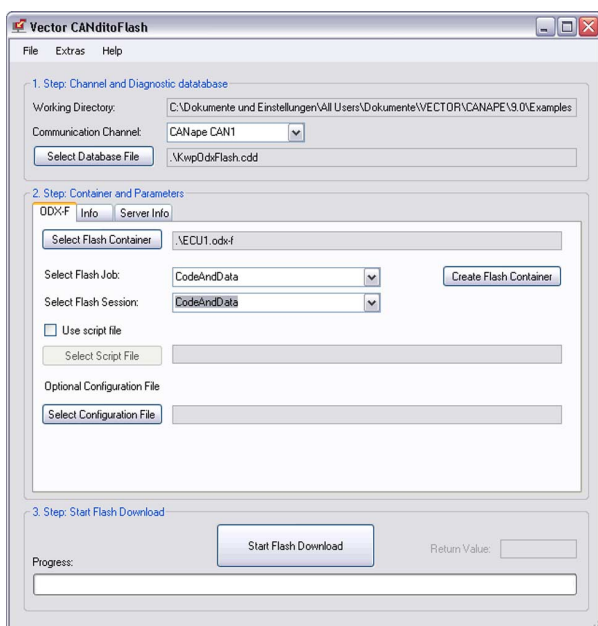 Vector CANditoFlash
File Extras Help
1. Step: Channel and Diagnostic datatabase
Working Directory: C:\Dokumente und Einstellungen\All Users\Dokumente\VECTOR\CANAPE\9.0\Examples
Communication Channel: CANape CAN1
Select Database File .\KwpOdxFlash.cdd
2. Step: Container and Parameters
ODX-F Info Server Info
Select Flash Container .\ECU1.odx-f
Select Flash Job: CodeAndData Create Flash Container
Select Flash Session: CodeAndData
Use script file
Select Script File
Optional Configuration File
Select Configuration File
3. Step: Start Flash Download
Start Flash Download Return Value:
Progress: